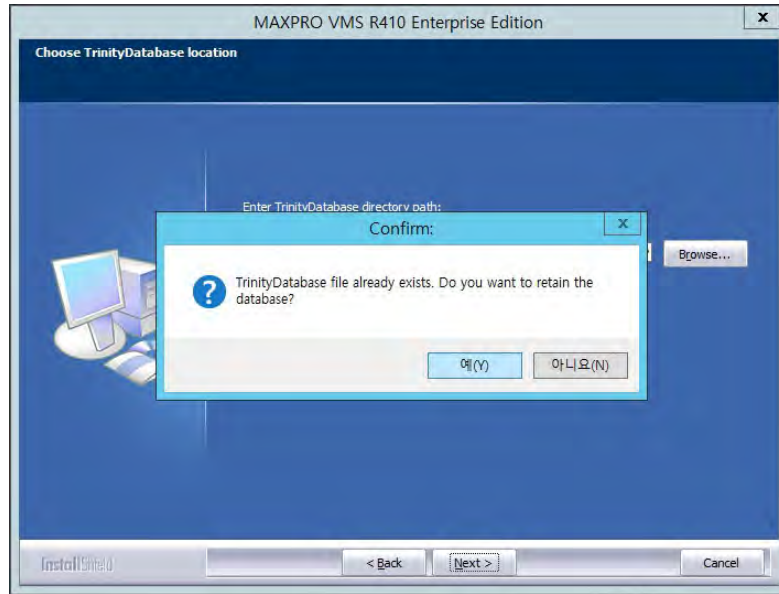 MAXPRO VMS R410 Enterprise Edition
x
Choose TrinityDatabase location
Enter TrinityDatabase directory path:
Browse...
Confirm:
x
TrinityDatabase file already exists. Do you want to retain the
database?
예(Y)
아니요(N)
InstallShield
< Back
Next >
Cancel